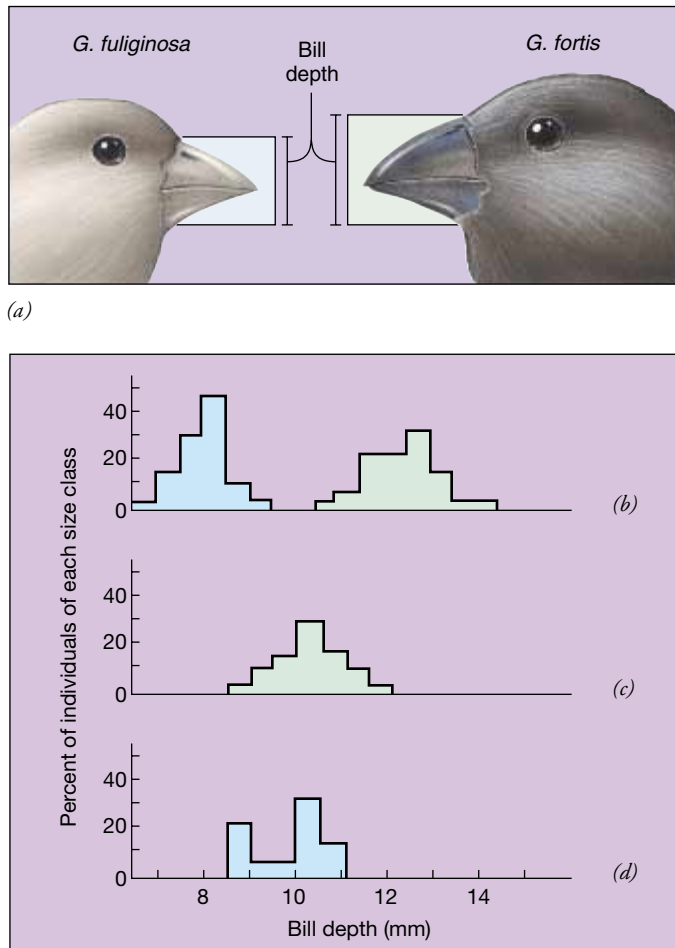 G. fuliginosa
Bill
depth
G. fortis
(a)
Percent of individuals of each size class
40
20
0
(b)
40
20
0
(c)
40
20
0
(d)
8
10
12
14
Bill depth (mm)